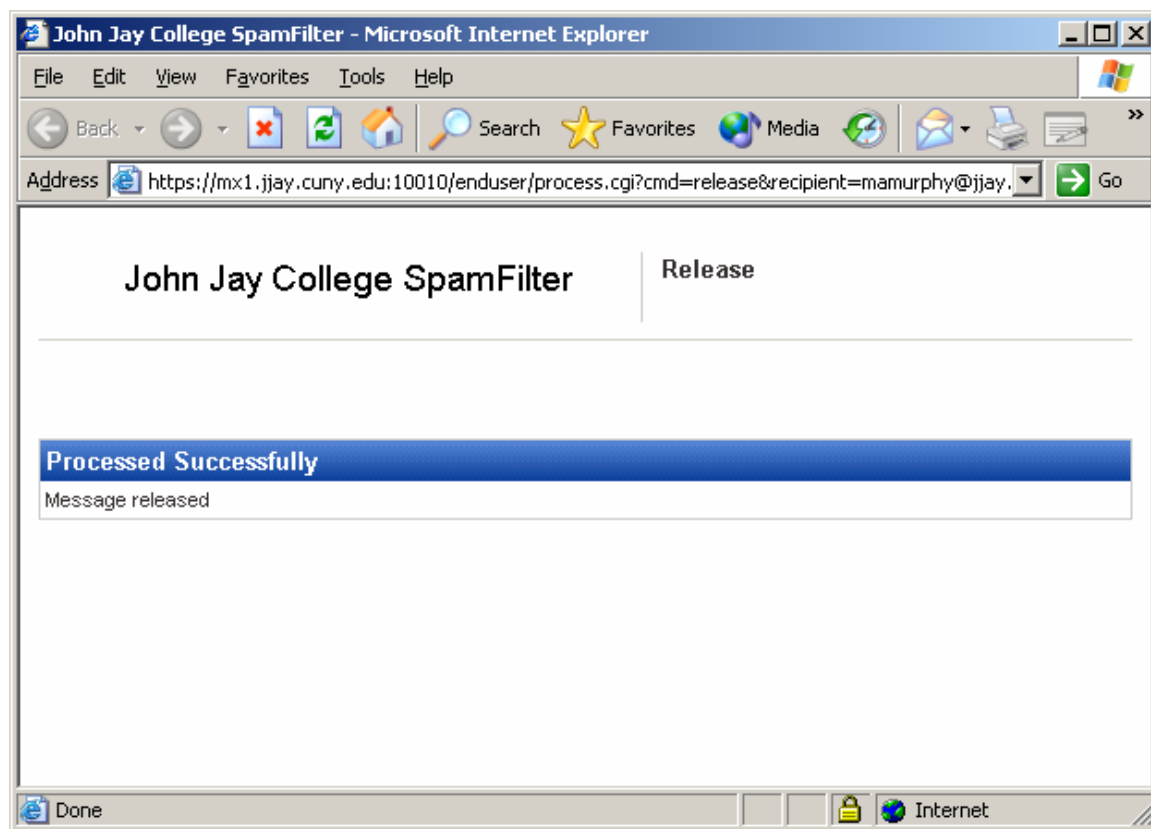 John Jay College SpamFilter - Microsoft Internet Explorer
File Edit View Favorites Tools Help
Back Search Favorites Media »
Address https://mx1.jjay.cuny.edu:10010/enduser/process.cgi?cmd=release&recipient=mamurphy@jjay. Go
John Jay College SpamFilter
Release
Processed Successfully
Message released
Done Internet